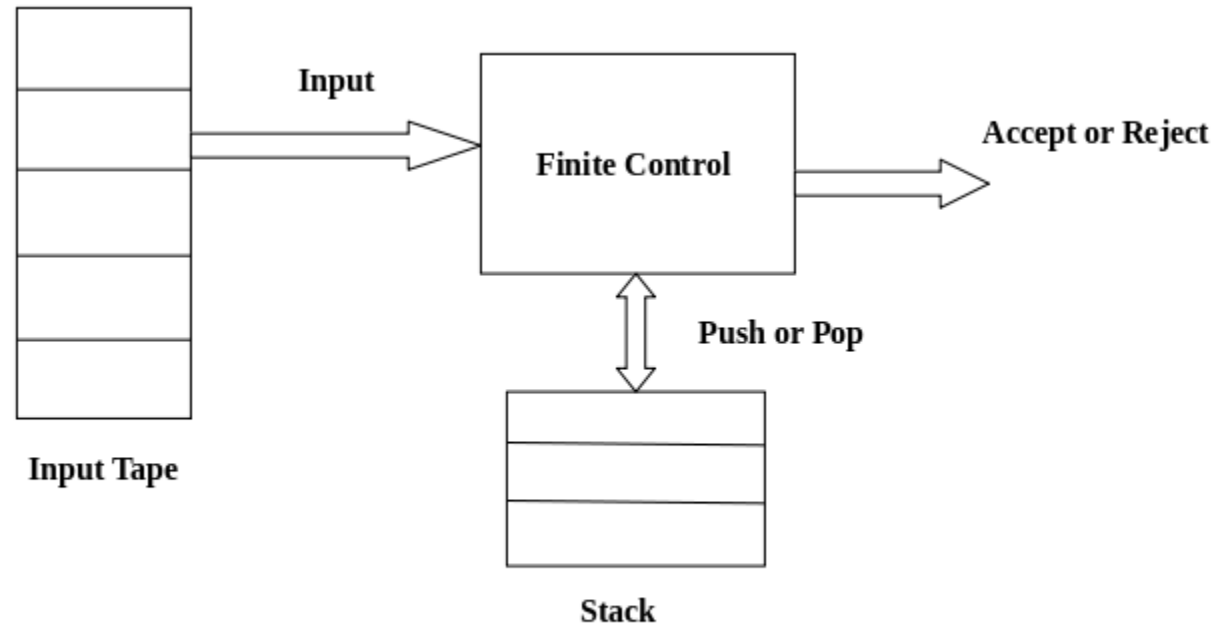 Input
Accept or Reject
Finite Control
Push or Pop
Input Tape
Stack